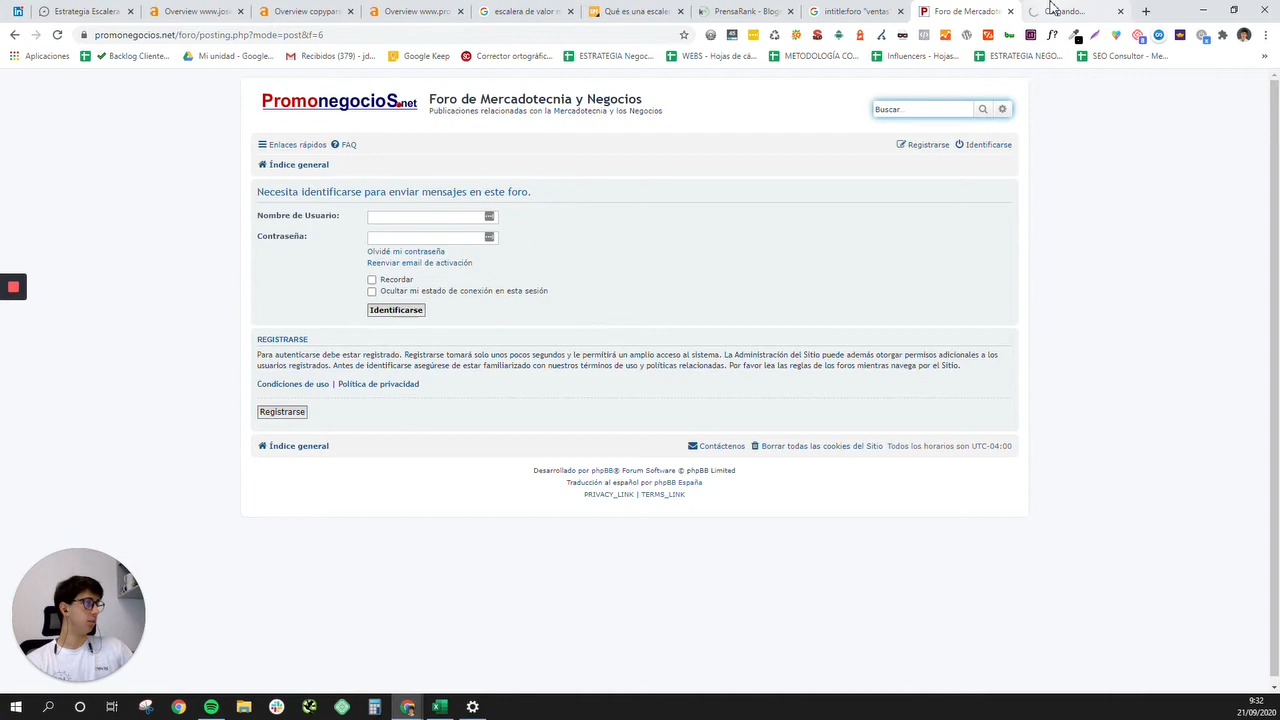 Estrategia Escalera
Overview www.jos
Overview copypar
Overview www.pro
escalera de valor m
Qué es una escale
PrensaRank - Blog
intitle:foro "ventas
Foro de Mercadote
promonegocios.net/foro/posting.php?mode=post&f=6
Aplicaciones
Backlog Cliente...
Mi unidad - Google...
Recibidos (379) - jd...
Google Keep
Corrector ortográfic...
ESTRATEGIA Negoc...
WEBS - Hojas de cá...
METODOLOGÍA CO...
Influencers - Hojas...
ESTRATEGIA NEGO...
SEO Consultor - Me...
PromonegocioS.net
Foro de Mercadotecnia y Negocios
Publicaciones relacionadas con la Mercadotecnia y los Negocios
Buscar...
Enlaces rápidos
FAQ
Registrarse
Identificarse
Índice general
Necesita identificarse para enviar mensajes en este foro.
Nombre de Usuario:
Contraseña:
Olvidé mi contraseña
Reenviar email de activación
Recordar
Ocultar mi estado de conexión en esta sesión
Identificarse
REGISTRARSE
Para autenticarse debe estar registrado. Registrarse tomará solo unos pocos segundos y le permitirá un amplio acceso al sistema. La Administración del Sitio puede además otorgar permisos adicionales a los
usuarios registrados. Antes de identificarse asegúrese de estar familiarizado con nuestros términos de uso y políticas relacionadas. Por favor lea las reglas de los foros mientras navega por el Sitio.
Condiciones de uso | Política de privacidad
Registrarse
Índice general
Contáctenos
Borrar todas las cookies del Sitio
Todos los horarios son UTC-04:00
Desarrollado por phpBB® Forum Software © phpBB Limited
Traducción al español por phpBB España
PRIVACY_LINK | TERMS_LINK
9:32
21/09/2020